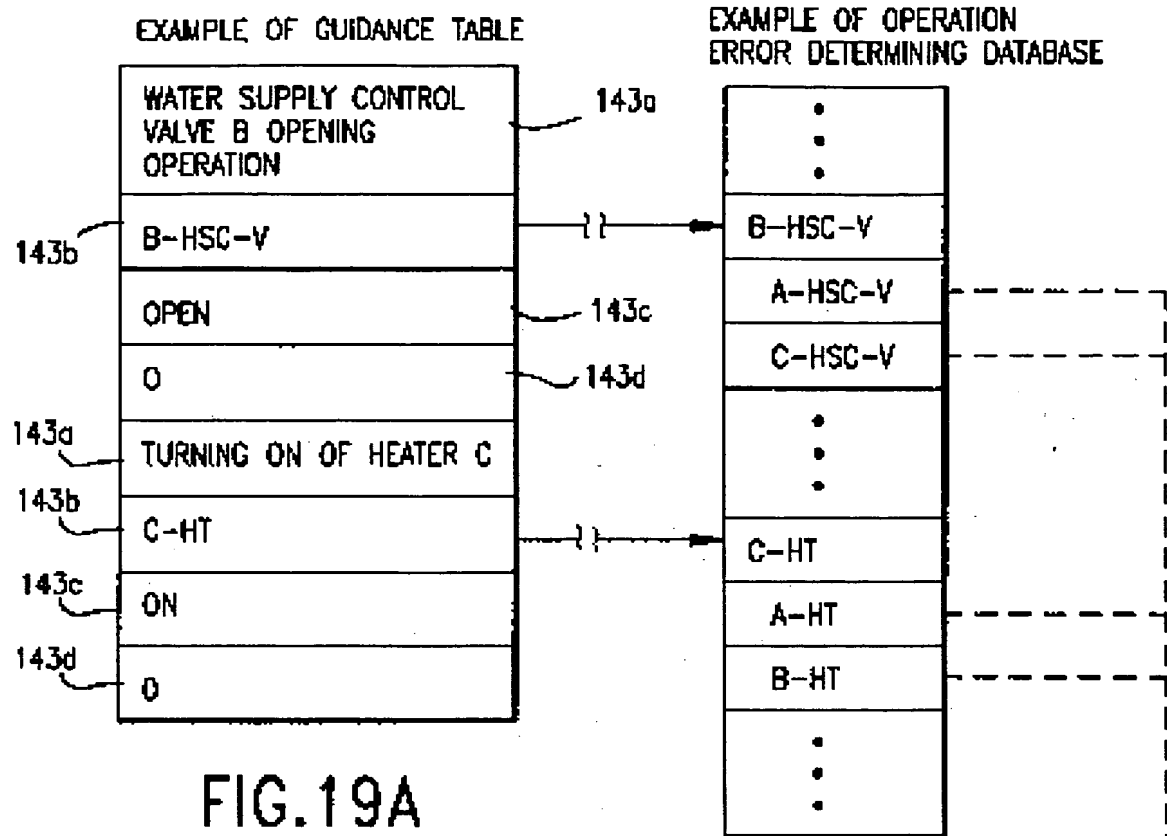 EXAMPLE OF GUIDANCE TABLE
WATER SUPPLY CONTROL
VALVE B OPENING
OPERATION
143a
143b
B-HSC-V
OPEN
143c
0
143d
143a
TURNING ON OF HEATER C
143b
C-HT
143c
ON
143d
0
FIG.19A
EXAMPLE OF OPERATION
ERROR DETERMINING DATABASE
B-HSC-V
A-HSC-V
C-HSC-V
C-HT
A-HT
B-HT